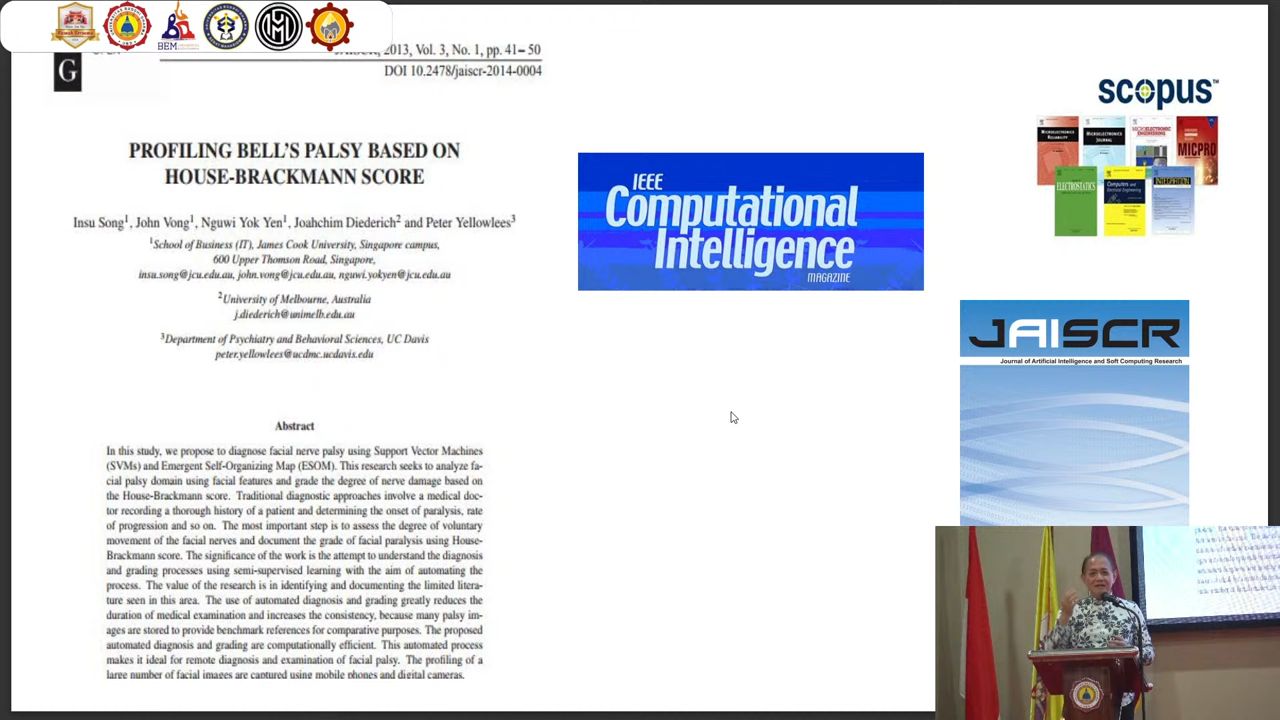 BEM
G
JAISCR, 2013, Vol. 3, No. 1, pp. 41– 50
DOI 10.2478/jaiscr-2014-0004
PROFILING BELL'S PALSY BASED ON
HOUSE-BRACKMANN SCORE
Insu Song1, John Vong1, Nguwi Yok Yen1, Joahchim Diederich2 and Peter Yellowlees3
1School of Business (IT), James Cook University, Singapore campus,
600 Upper Thomson Road, Singapore,
insu.song@jcu.edu.au, john.vong@jcu.edu.au, nguwi.yokyen@jcu.edu.au
2University of Melbourne, Australia
j.diederich@unimelb.edu.au
3Department of Psychiatry and Behavioral Sciences, UC Davis
peter.yellowlees@ucdmc.ucdavis.edu
Abstract
In this study, we propose to diagnose facial nerve palsy using Support Vector Machines
(SVMs) and Emergent Self-Organizing Map (ESOM). This research seeks to analyze fa-
cial palsy domain using facial features and grade the degree of nerve damage based on
the House-Brackmann score. Traditional diagnostic approaches involve a medical doc-
tor recording a thorough history of a patient and determining the onset of paralysis, rate
of progression and so on. The most important step is to assess the degree of voluntary
movement of the facial nerves and document the grade of facial paralysis using House-
Brackmann score. The significance of the work is the attempt to understand the diagnosis
and grading processes using semi-supervised learning with the aim of automating the
process. The value of the research is in identifying and documenting the limited litera-
ture seen in this area. The use of automated diagnosis and grading greatly reduces the
duration of medical examination and increases the consistency, because many palsy im-
ages are stored to provide benchmark references for comparative purposes. The proposed
automated diagnosis and grading are computationally efficient. This automated process
makes it ideal for remote diagnosis and examination of facial palsy. The profiling of a
large number of facial images are captured using mobile phones and digital cameras.
IEEE
Computational
Intelligence
MAGAZINE
scopus™
MICROELECTRONICS
RELIABILITY
MICROELECTRONICS
JOURNAL
MICROELECTRONIC
ENGINEERING
MICPRO
ELECTROSTATICS
Computers and
Electrical Engineering
INTEGRATION
JAISCR
Journal of Artificial Intelligence and Soft Computing Research